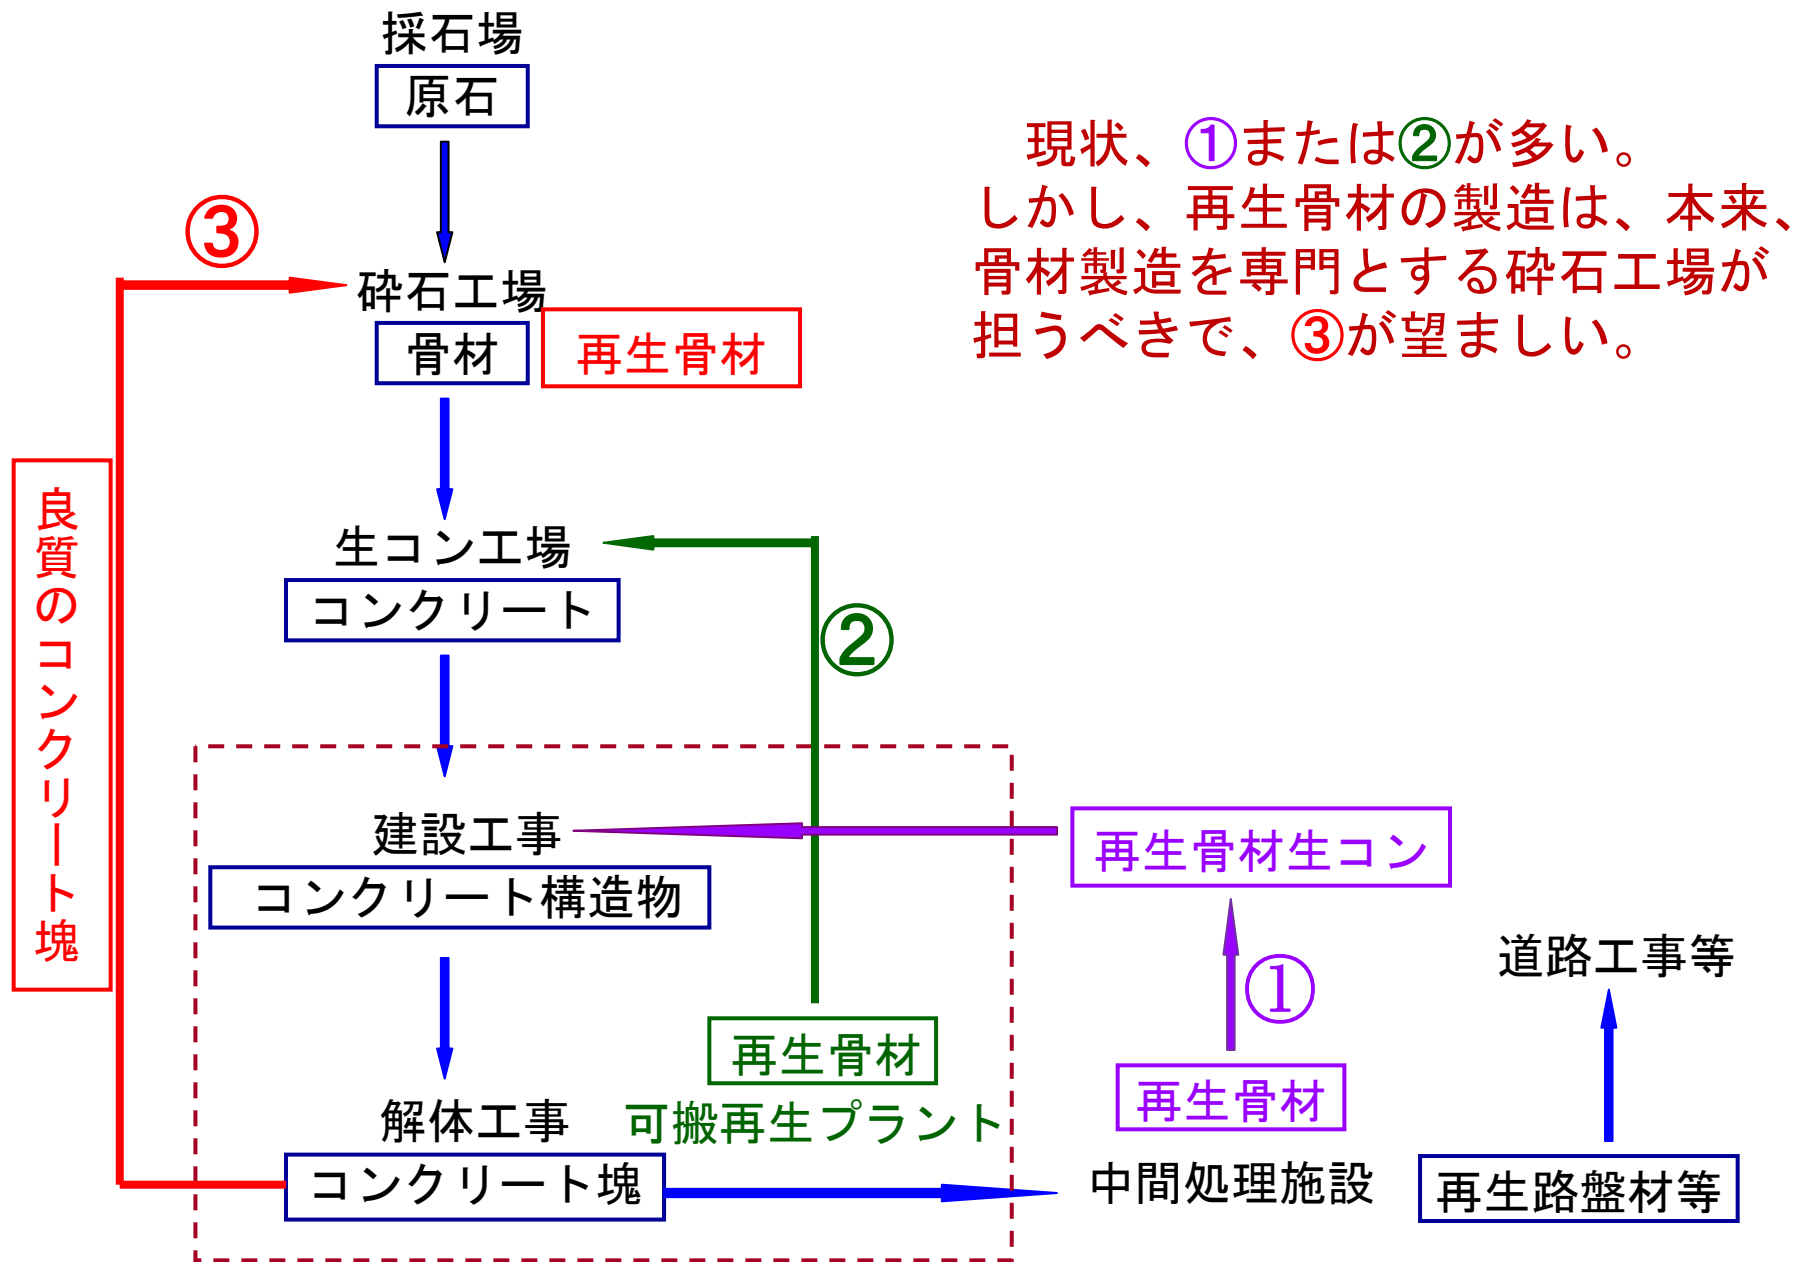 採石場
原石
現状、①または②が多い。
しかし、再生骨材の製造は、本来、
骨材製造を専門とする砕石工場が
担うべきで、③が望ましい。
③
砕石工場
骨材
再生骨材
良質のコンクリート塊
生コン工場
コンクリート
②
建設工事
コンクリート構造物
再生骨材生コン
①
道路工事等
再生骨材
可搬再生プラント
再生骨材
解体工事
コンクリート塊
中間処理施設
再生路盤材等